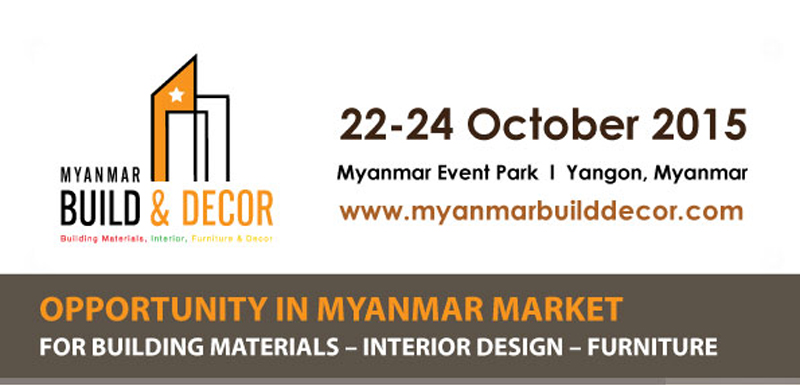 MYANMAR
BUILD & DECOR
Building Materials, Interior, Furniture & Decor
22-24 October 2015
Myanmar Event Park | Yangon, Myanmar
www.myanmarbuilddecor.com
OPPORTUNITY IN MYANMAR MARKET
FOR BUILDING MATERIALS – INTERIOR DESIGN – FURNITURE